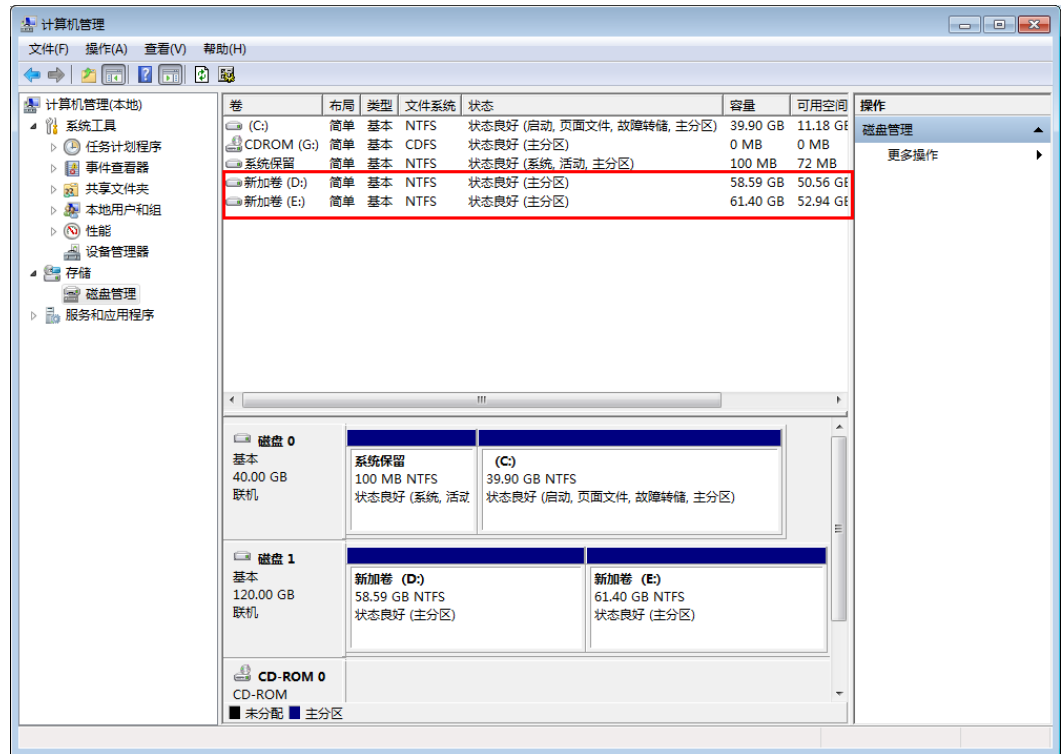 计算机管理
文件(F) 操作(A) 查看(V) 帮助(H)
计算机管理(本地)
系统工具
任务计划程序
事件查看器
共享文件夹
本地用户和组
性能
设备管理器
存储
磁盘管理
服务和应用程序
卷 布局 类型 文件系统 状态 容量 可用空间
(C:) 简单 基本 NTFS 状态良好 (启动, 页面文件, 故障转储, 主分区) 39.90 GB 11.18 GE
CDROM (G:) 简单 基本 CDFS 状态良好 (主分区) 0 MB 0 MB
系统保留 简单 基本 NTFS 状态良好 (系统, 活动, 主分区) 100 MB 72 MB
新加卷 (D:) 简单 基本 NTFS 状态良好 (主分区) 58.59 GB 50.56 GE
新加卷 (E:) 简单 基本 NTFS 状态良好 (主分区) 61.40 GB 52.94 GE
操作
磁盘管理
更多操作
磁盘 0
基本
40.00 GB
联机
系统保留
100 MB NTFS
状态良好 (系统, 活动
(C:)
39.90 GB NTFS
状态良好 (启动, 页面文件, 故障转储, 主分区)
磁盘 1
基本
120.00 GB
联机
新加卷 (D:)
58.59 GB NTFS
状态良好 (主分区)
新加卷 (E:)
61.40 GB NTFS
状态良好 (主分区)
CD-ROM 0
CD-ROM
未分配 主分区